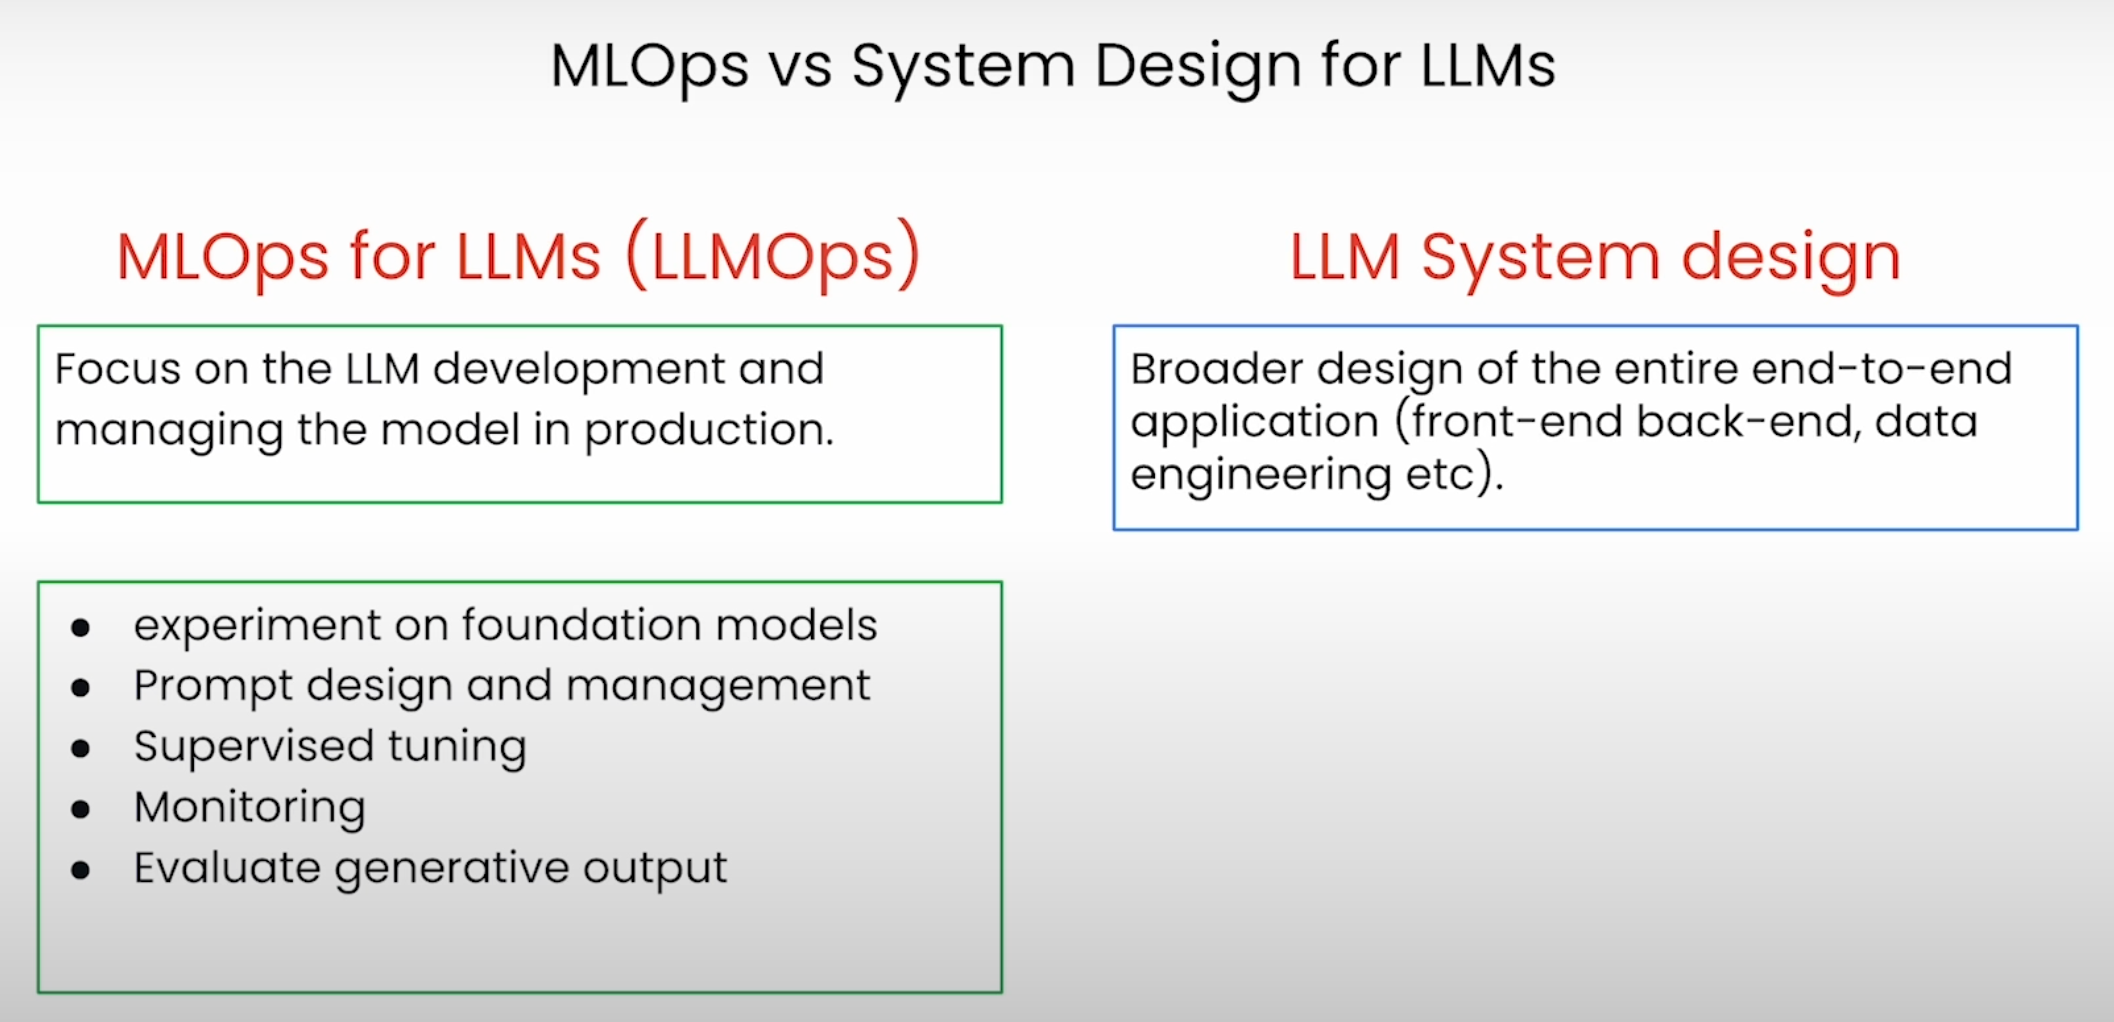 MLOps vs System Design for LLMs
MLOps for LLMs (LLMOps)
Focus on the LLM development and
managing the model in production.
● experiment on foundation models
● Prompt design and management
● Supervised tuning
● Monitoring
● Evaluate generative output
LLM System design
Broader design of the entire end-to-end
application (front-end back-end, data
engineering etc).